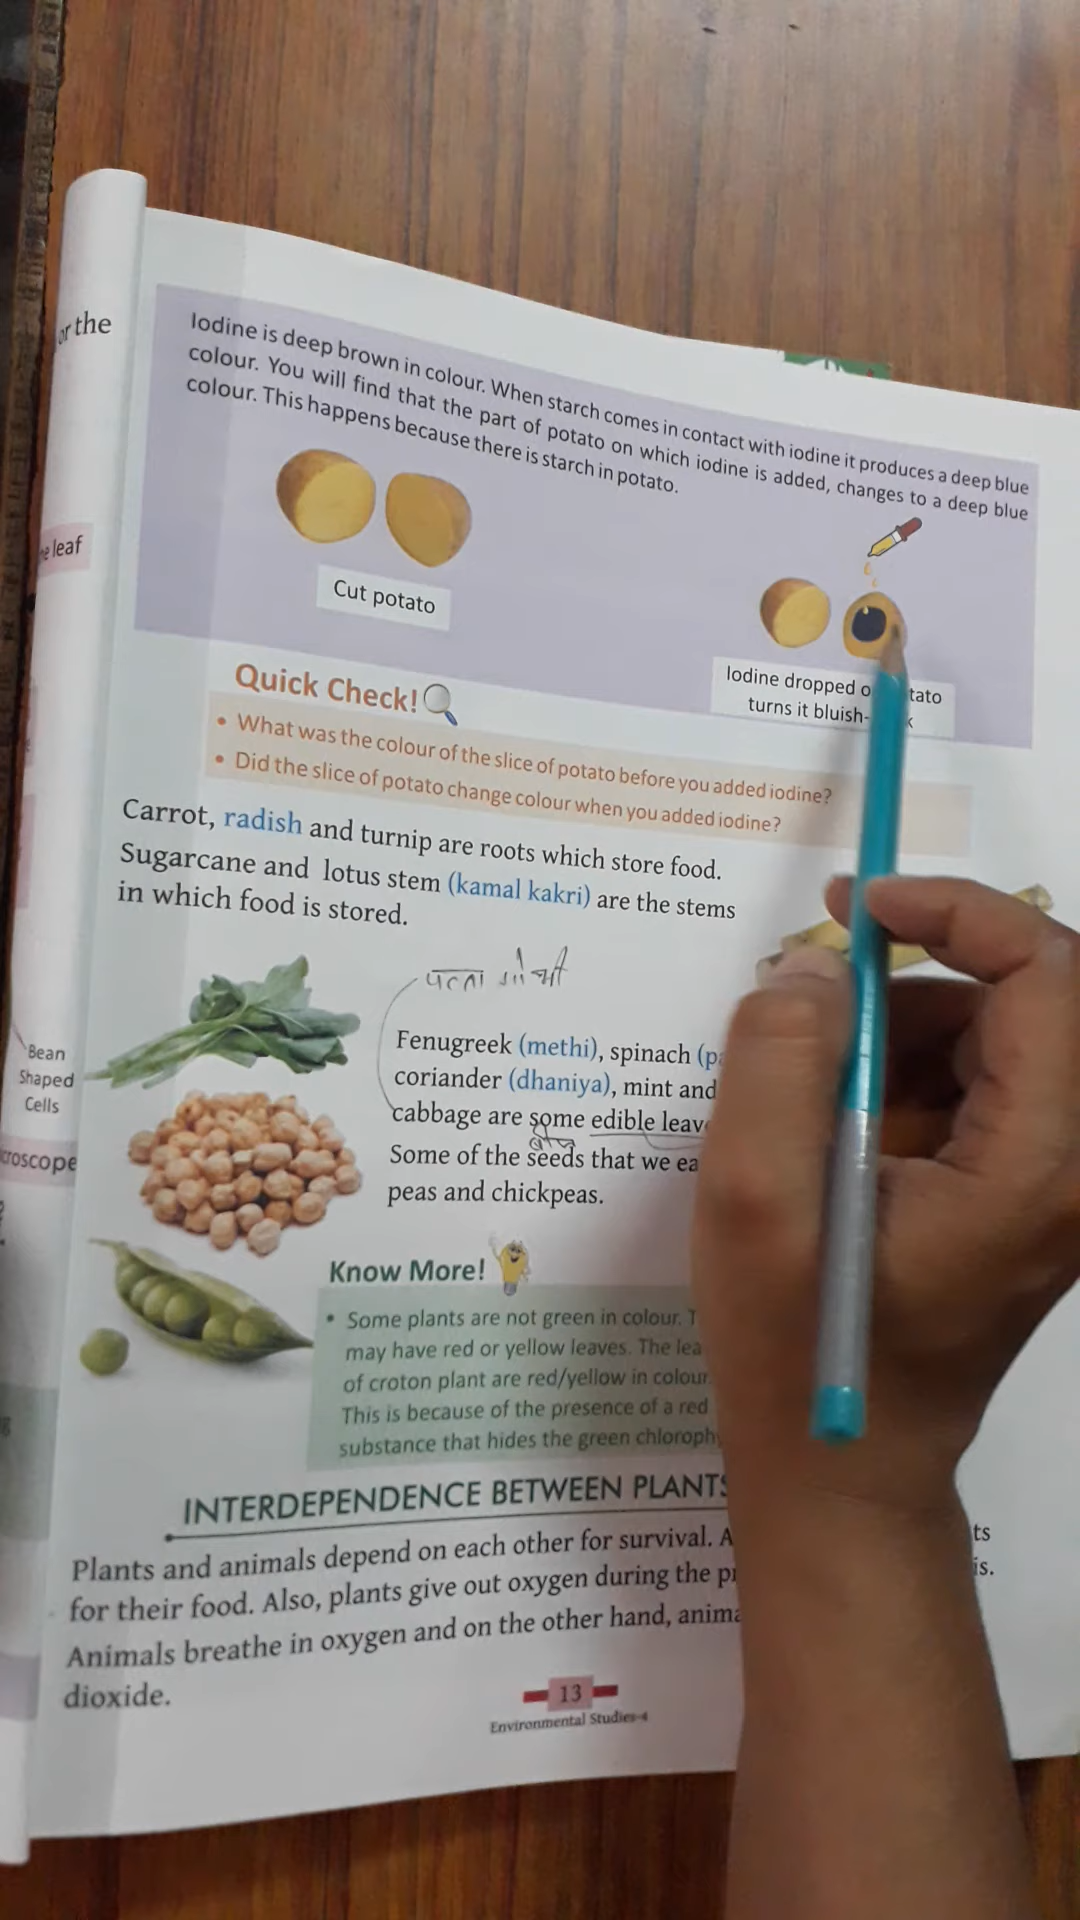 or the
Iodine is deep brown in colour. When starch comes in contact with iodine it produces a deep blue
colour. You will find that the part of potato on which iodine is added, changes to a deep blue
colour. This happens because there is starch in potato.
e leaf
Cut potato
Iodine dropped o tato
turns it bluish- k
Quick Check!
• What was the colour of the slice of potato before you added iodine?
• Did the slice of potato change colour when you added iodine?
Carrot, radish and turnip are roots which store food.
Sugarcane and lotus stem (kamal kakri) are the stems
in which food is stored.
पत्ता गोभी
Fenugreek (methi), spinach (p
coriander (dhaniya), mint and
cabbage are some edible leav
बीज
Some of the seeds that we ea
peas and chickpeas.
Bean
Shaped
Cells
croscope
Know More!
• Some plants are not green in colour. T
may have red or yellow leaves. The lea
of croton plant are red/yellow in colour
This is because of the presence of a red
substance that hides the green chloroph
INTERDEPENDENCE BETWEEN PLANTS
Plants and animals depend on each other for survival. A ts
for their food. Also, plants give out oxygen during the p is.
Animals breathe in oxygen and on the other hand, anima
dioxide.
13
Environmental Studies-4